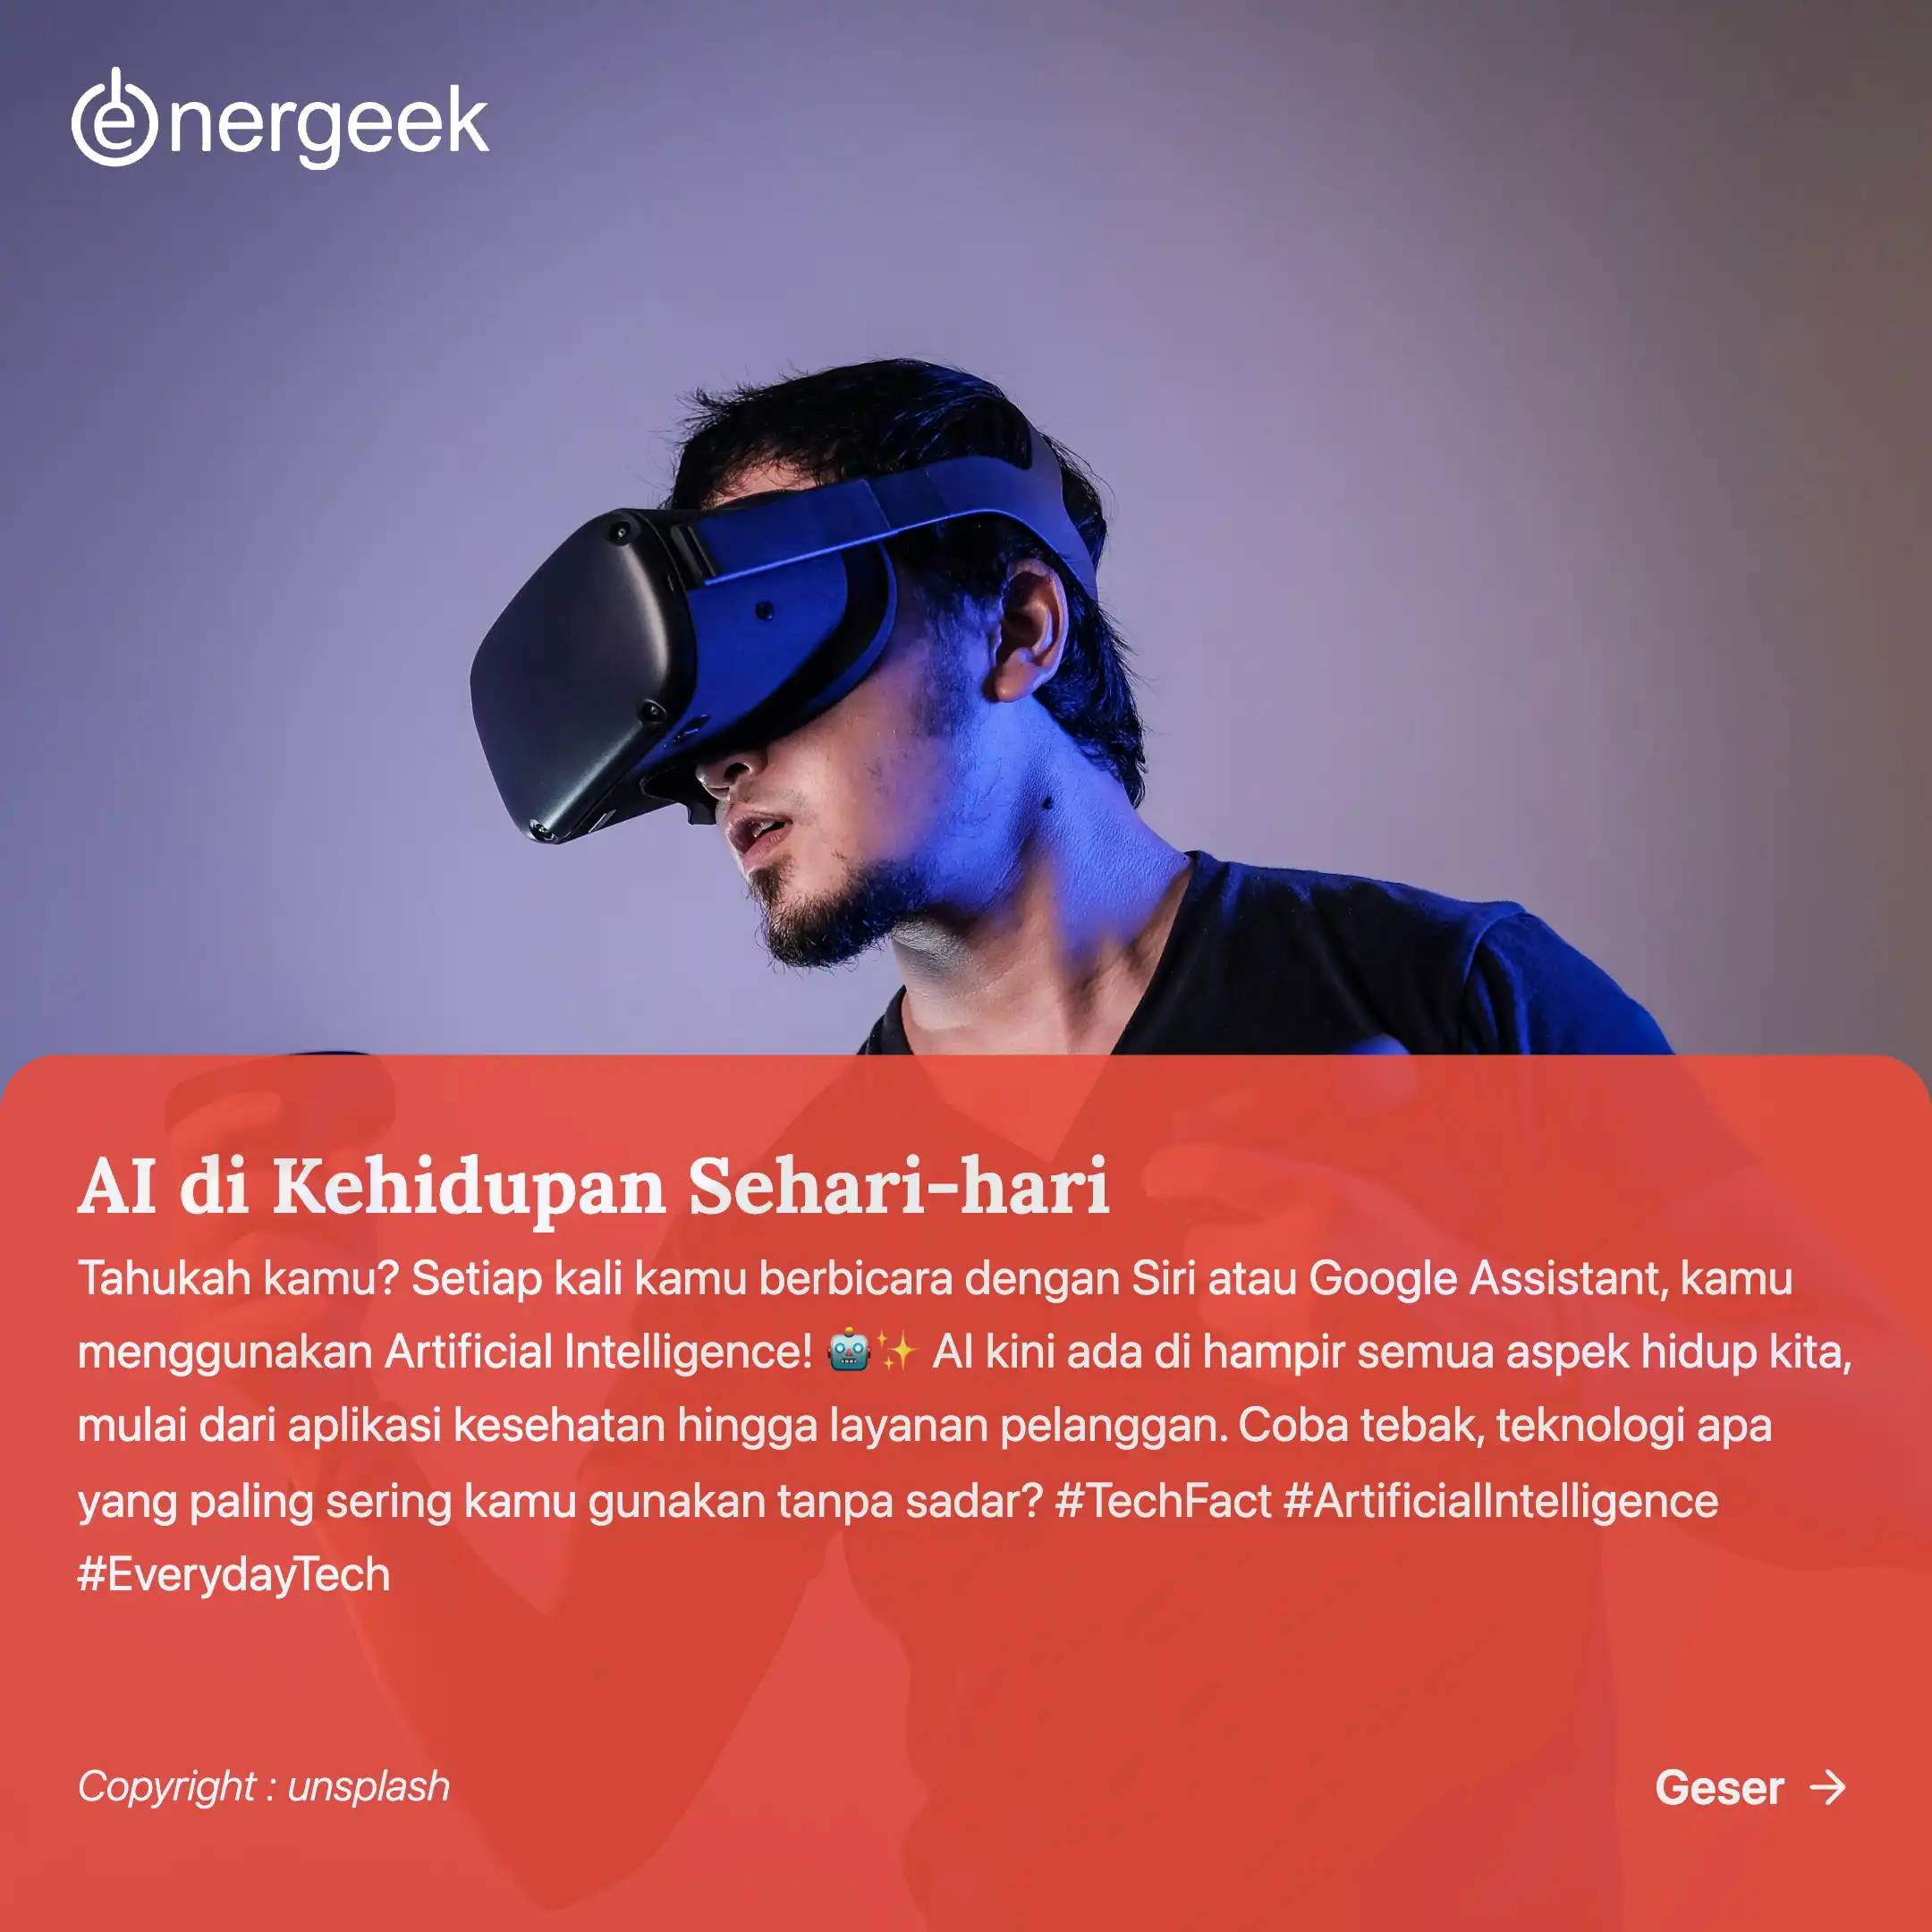 energeek
AI di Kehidupan Sehari-hari
Tahukah kamu? Setiap kali kamu berbicara dengan Siri atau Google Assistant, kamu
menggunakan Artificial Intelligence! 🤖✨ AI kini ada di hampir semua aspek hidup kita,
mulai dari aplikasi kesehatan hingga layanan pelanggan. Coba tebak, teknologi apa
yang paling sering kamu gunakan tanpa sadar? #TechFact #ArtificialIntelligence
#EverydayTech
Copyright : unsplash
Geser →